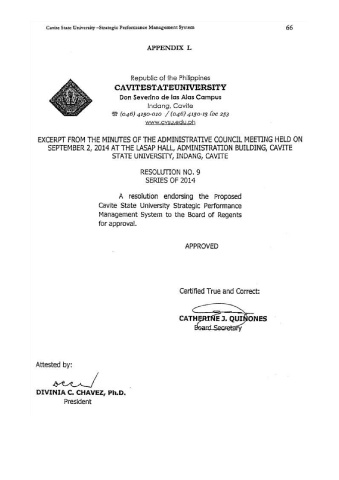 Cavite State University –Strategic Performance Management System 66
APPENDIX L
Republic of the Philippines
CAVITESTATEUNIVERSITY
Don Severino de las Alas Campus
Indang, Cavite
☎ (046) 4150-010 / (046) 4150-13 loc 253
www.cvsu.edu.ph
EXCERPT FROM THE MINUTES OF THE ADMINISTRATIVE COUNCIL MEETING HELD ON
SEPTEMBER 2, 2014 AT THE LASAP HALL, ADMINISTRATION BUILDING, CAVITE
STATE UNIVERSITY, INDANG, CAVITE
RESOLUTION NO. 9
SERIES OF 2014
A resolution endorsing the Proposed
Cavite State University Strategic Performance
Management System to the Board of Regents
for approval.
APPROVED
Certified True and Correct:
CATHERINE J. QUIÑONES
Board Secretary
Attested by:
DIVINIA C. CHAVEZ, Ph.D.
President